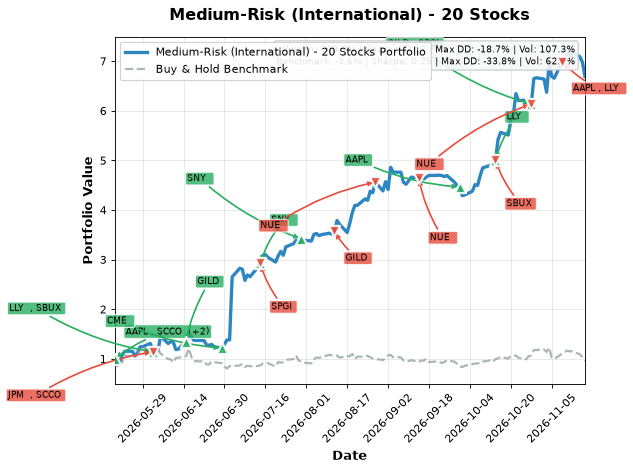 Medium-Risk (International) - 20 Stocks
Medium-Risk (International) - 20 Stocks Portfolio
Buy & Hold Benchmark
Max DD: -18.7% | Vol: 107.3%
| Max DD: -33.8% | Vol: 62.
Portfolio Value
7
6
5
4
3
2
1
AAPL , LLY
LLY
NUE
AAPL
SNY
SBUX
NUE
NUE
GILD
GILD
SPGI
LLY , SBUX
CME
AAPL , SCCO (+2)
JPM , SCCO
2026-05-29
2026-06-14
2026-06-30
2026-07-16
2026-08-01
2026-08-17
2026-09-02
2026-09-18
2026-10-04
2026-10-20
2026-11-05
Date